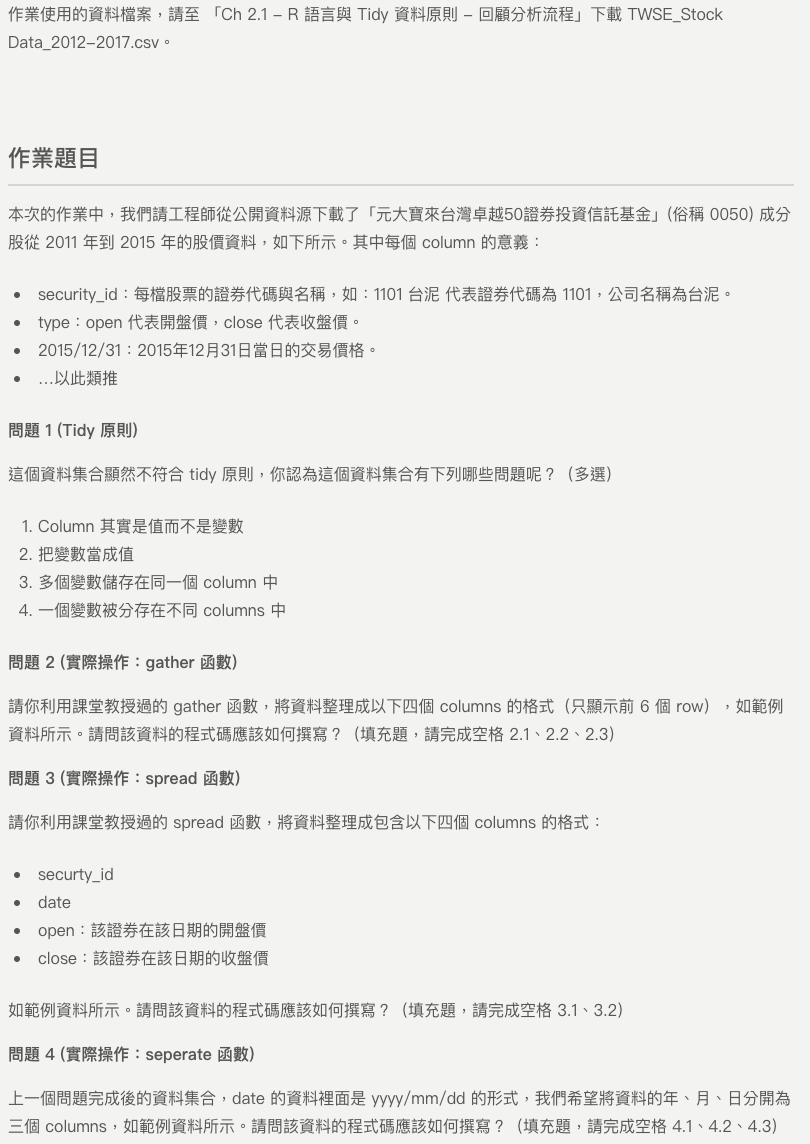 作業使用的資料檔案，請至 「Ch 2.1 – R 語言與 Tidy 資料原則 – 回顧分析流程」下載 TWSE_Stock
Data_2012–2017.csv。
作業題目
本次的作業中，我們請工程師從公開資料源下載了「元大寶來台灣卓越50證券投資信託基金」(俗稱 0050) 成分
股從 2011 年到 2015 年的股價資料，如下所示。其中每個 column 的意義：
• security_id：每檔股票的證券代碼與名稱，如：1101 台泥 代表證券代碼為 1101，公司名稱為台泥。
• type：open 代表開盤價，close 代表收盤價。
• 2015/12/31：2015年12月31日當日的交易價格。
• …以此類推
問題 1 (Tidy 原則)
這個資料集合顯然不符合 tidy 原則，你認為這個資料集合有下列哪些問題呢？（多選）
1. Column 其實是值而不是變數
2. 把變數當成值
3. 多個變數儲存在同一個 column 中
4. 一個變數被分存在不同 columns 中
問題 2 (實際操作：gather 函數)
請你利用課堂教授過的 gather 函數，將資料整理成以下四個 columns 的格式（只顯示前 6 個 row），如範例
資料所示。請問該資料的程式碼應該如何撰寫？（填充題，請完成空格 2.1、2.2、2.3）
問題 3 (實際操作：spread 函數)
請你利用課堂教授過的 spread 函數，將資料整理成包含以下四個 columns 的格式：
• securty_id
• date
• open：該證券在該日期的開盤價
• close：該證券在該日期的收盤價
如範例資料所示。請問該資料的程式碼應該如何撰寫？（填充題，請完成空格 3.1、3.2）
問題 4 (實際操作：seperate 函數)
上一個問題完成後的資料集合，date 的資料裡面是 yyyy/mm/dd 的形式，我們希望將資料的年、月、日分開為
三個 columns，如範例資料所示。請問該資料的程式碼應該如何撰寫？（填充題，請完成空格 4.1、4.2、4.3）